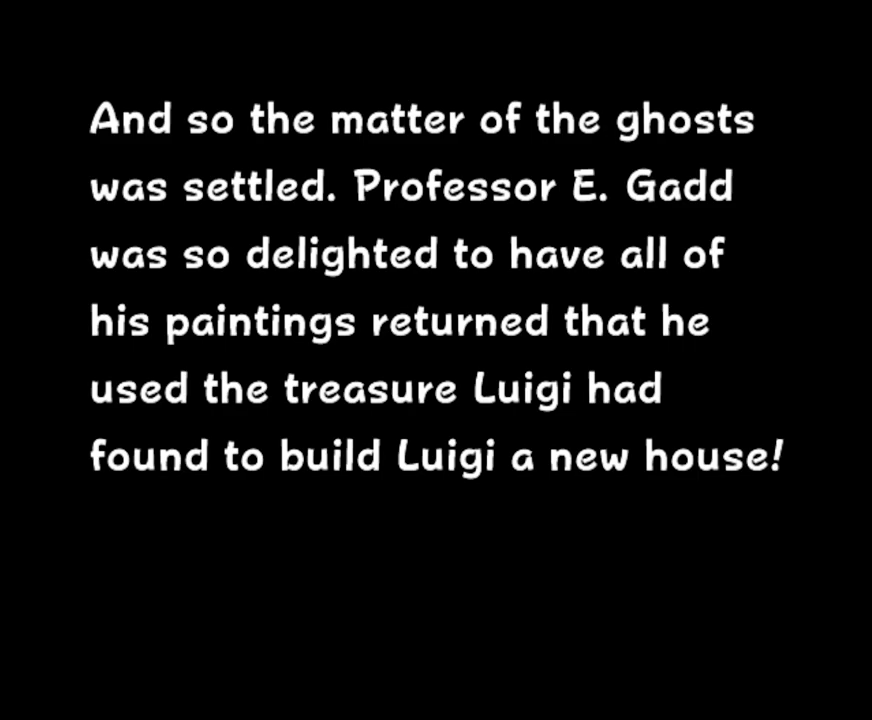 And so the matter of the ghosts
was settled. Professor E. Gadd
was so delighted to have all of
his paintings returned that he
used the treasure Luigi had
found to build Luigi a new house!